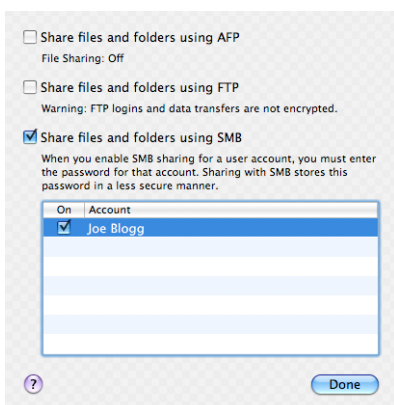 Share files and folders using AFP
File Sharing: Off
Share files and folders using FTP
Warning: FTP logins and data transfers are not encrypted.
Share files and folders using SMB
When you enable SMB sharing for a user account, you must enter
the password for that account. Sharing with SMB stores this
password in a less secure manner.
On Account
Joe Blogg
? Done